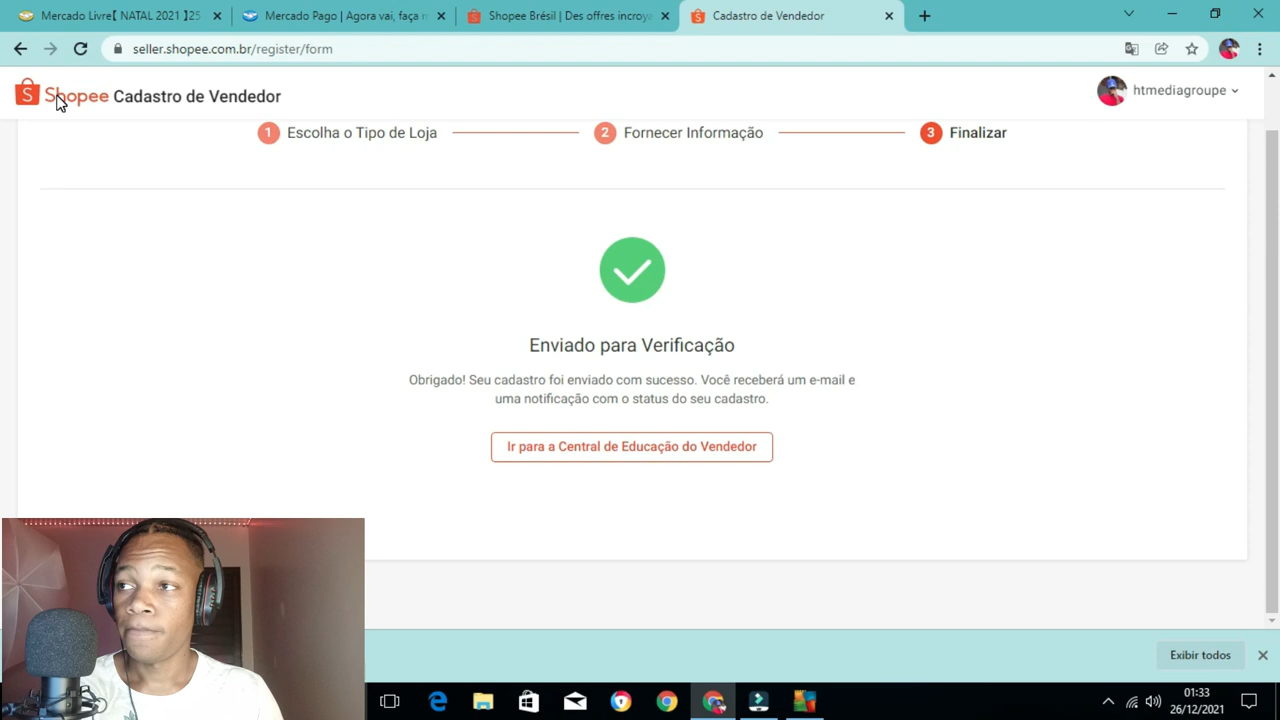 Mercado Livre【 NATAL 2021 】25
Mercado Pago | Agora vai, faça m
Shopee Brésil | Des offres incroya
Cadastro de Vendedor
seller.shopee.com.br/register/form
Shopee Cadastro de Vendedor
htmediagroupe
1 Escolha o Tipo de Loja
2 Fornecer Informação
3 Finalizar
Enviado para Verificação
Obrigado! Seu cadastro foi enviado com sucesso. Você receberá um e-mail e
uma notificação com o status do seu cadastro.
Ir para a Central de Educação do Vendedor
Exibir todos
01:33
26/12/2021